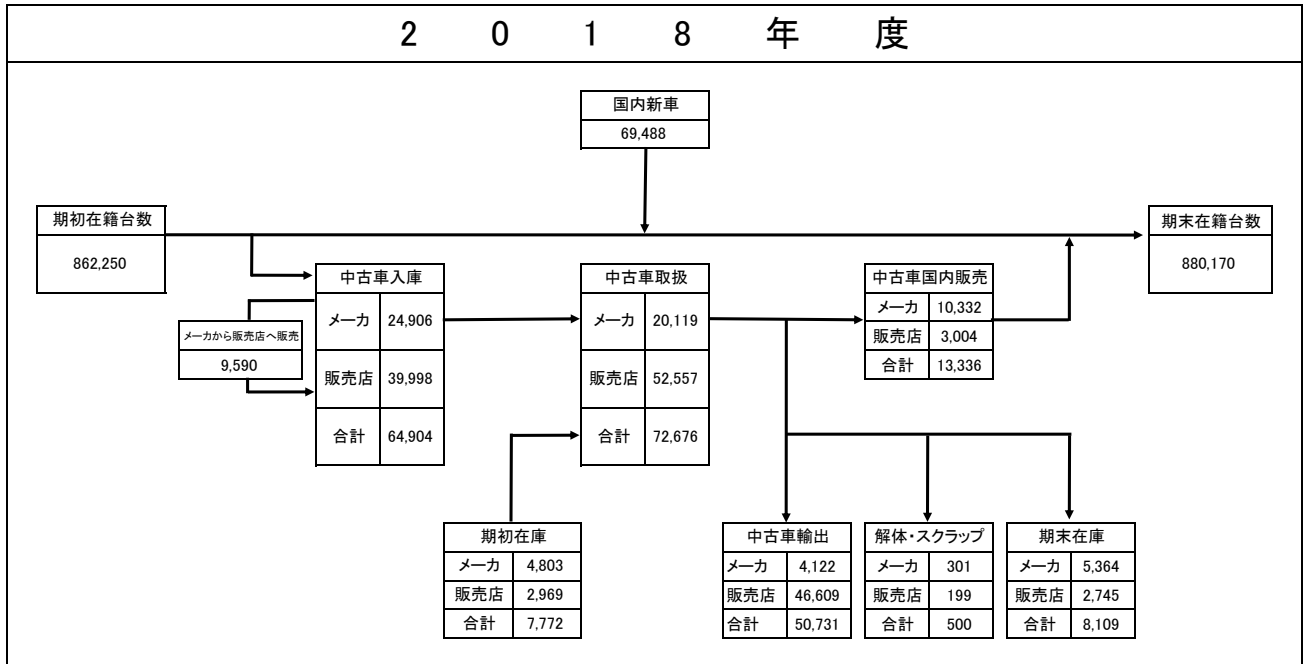 2018年度
国内新車
69,488
期初在籍台数
862,250
期末在籍台数
880,170
中古車入庫
メーカ 24,906
販売店 39,998
合計 64,904
メーカから販売店へ販売
9,590
中古車取扱
メーカ 20,119
販売店 52,557
合計 72,676
中古車国内販売
メーカ 10,332
販売店 3,004
合計 13,336
期初在庫
メーカ 4,803
販売店 2,969
合計 7,772
中古車輸出
メーカ 4,122
販売店 46,609
合計 50,731
解体・スクラップ
メーカ 301
販売店 199
合計 500
期末在庫
メーカ 5,364
販売店 2,745
合計 8,109